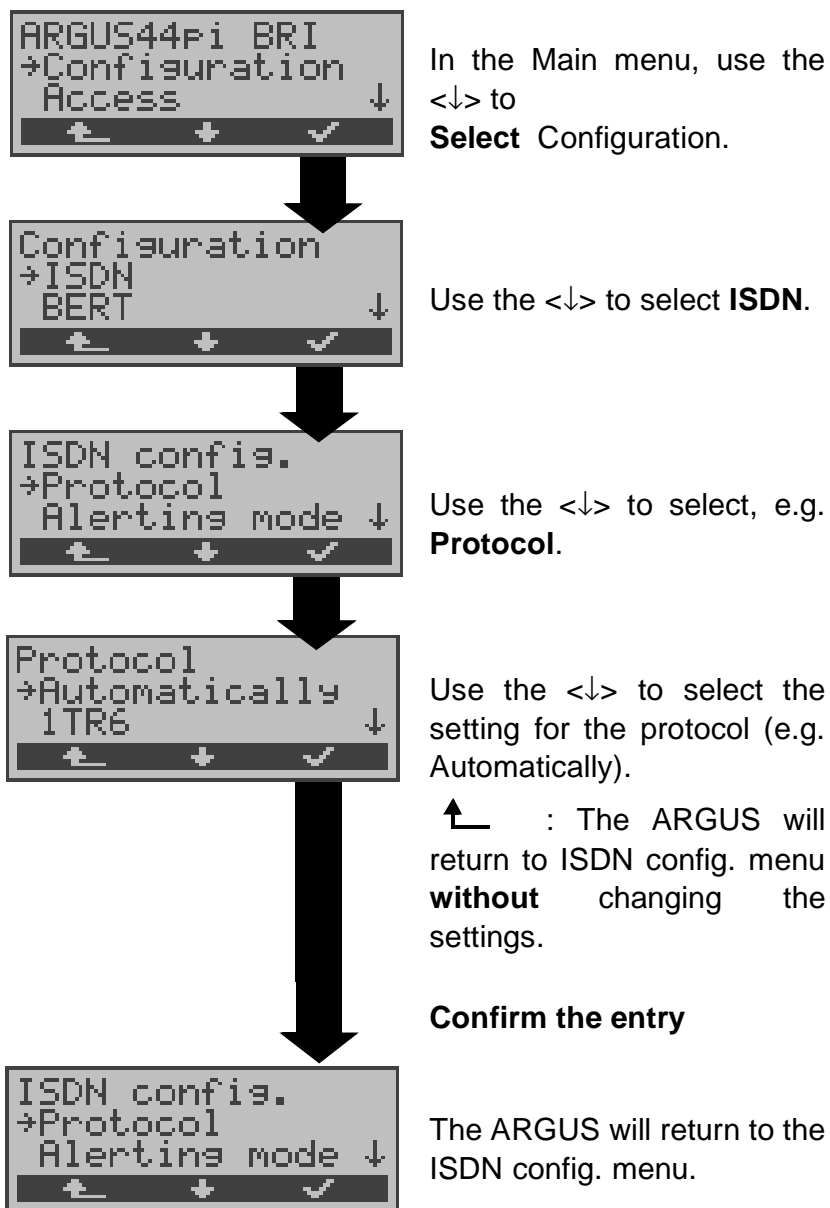 ARGUS44pi BRI
→Configuration
Access ↓
In the Main menu, use the
<↓> to
Select Configuration.
Configuration
→ISDN
BERT ↓
Use the <↓> to select ISDN.
ISDN config.
→Protocol
Alerting mode ↓
Use the <↓> to select, e.g.
Protocol.
Protocol
→Automatically
1TR6 ↓
Use the <↓> to select the
setting for the protocol (e.g.
Automatically).
: The ARGUS will
return to ISDN config. menu
without changing the
settings.
Confirm the entry
ISDN config.
→Protocol
Alerting mode ↓
The ARGUS will return to the
ISDN config. menu.